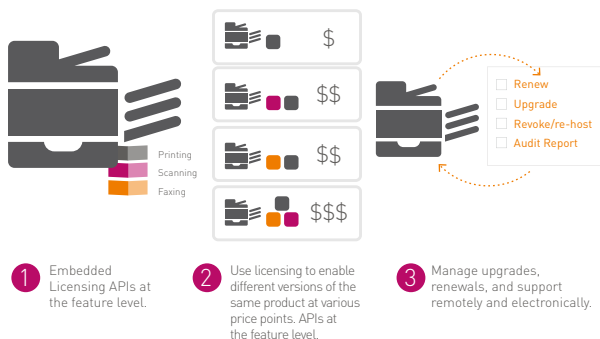 Printing
Scanning
Faxing
$
$$
$$
$$$
Renew
Upgrade
Revoke/re-host
Audit Report
1
Embedded
Licensing APIs at
the feature level.
2
Use licensing to enable
different versions of the
same product at various
price points. APIs at
the feature level.
3
Manage upgrades,
renewals, and support
remotely and electronically.